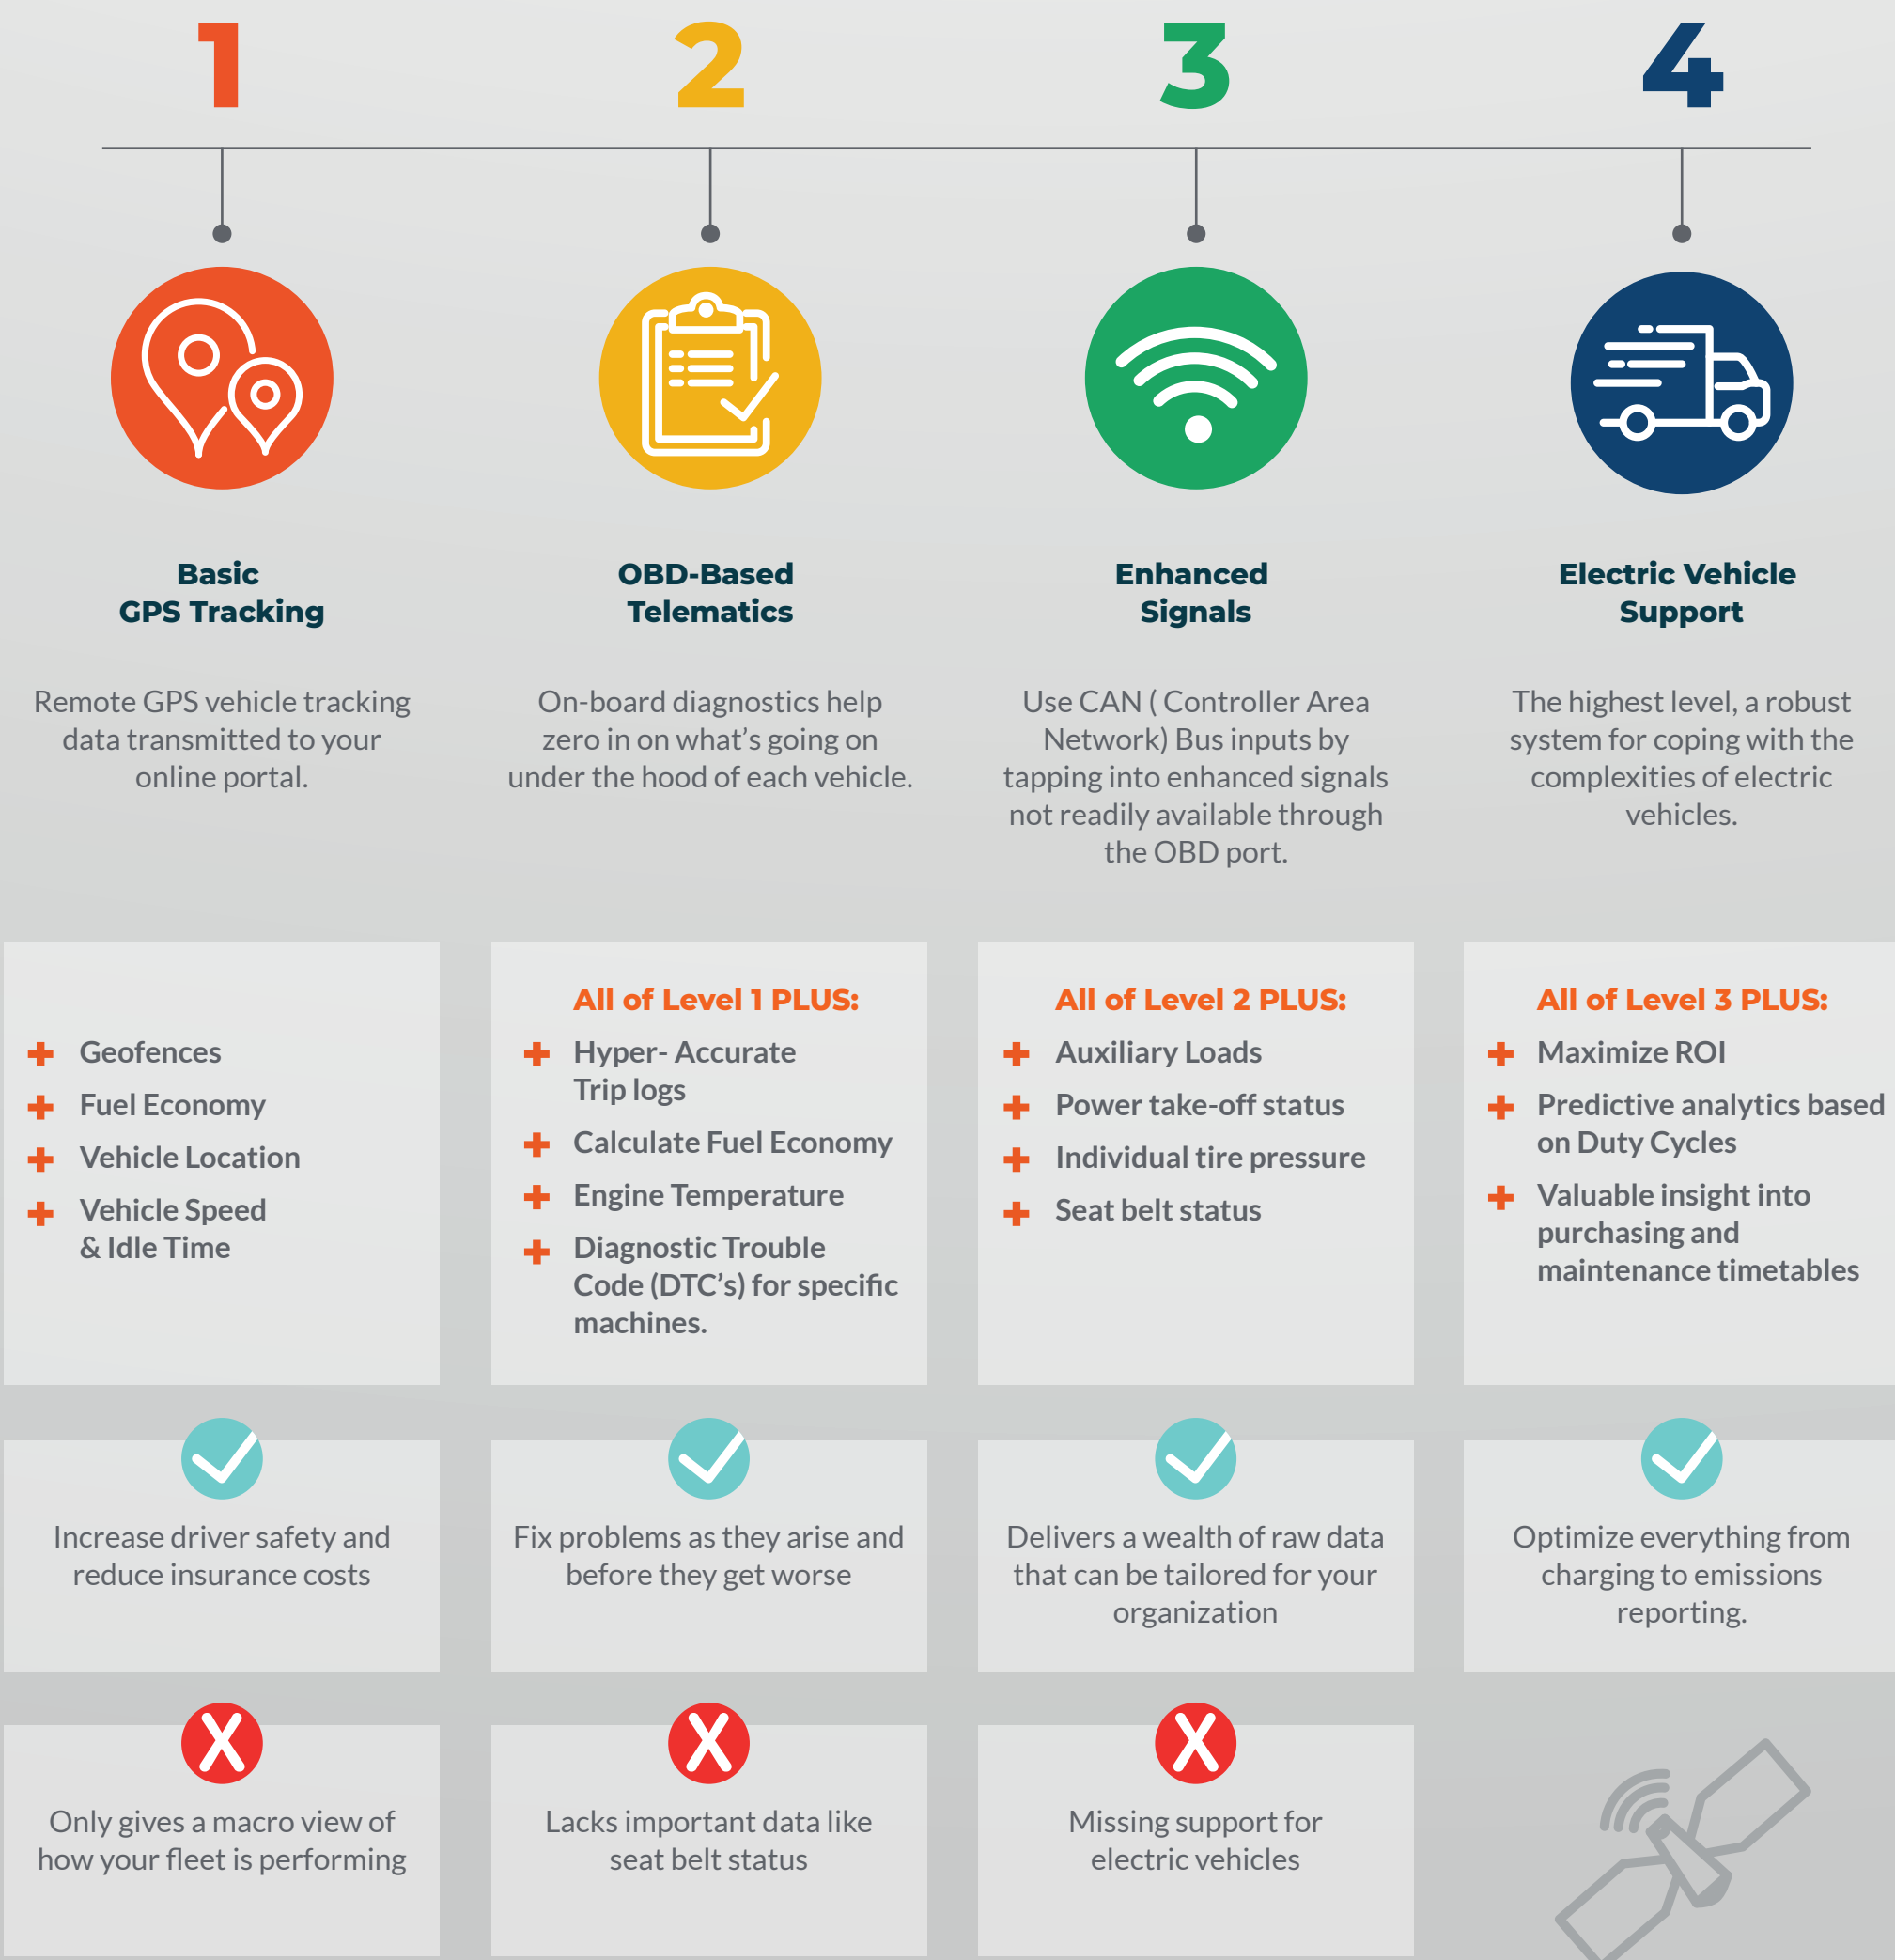 1
2
3
4
Basic
GPS Tracking
Remote GPS vehicle tracking
data transmitted to your
online portal.
Geofences
Fuel Economy
Vehicle Location
Vehicle Speed
& Idle Time
Increase driver safety and
reduce insurance costs
X
Only gives a macro view of
how your fleet is performing
OBD-Based
Telematics
On-board diagnostics help
zero in on what’s going on
under the hood of each vehicle.
All of Level 1 PLUS:
Hyper- Accurate
Trip logs
Calculate Fuel Economy
Engine Temperature
Diagnostic Trouble
Code (DTC’s) for specific
machines.
Fix problems as they arise and
before they get worse
X
Lacks important data like
seat belt status
Enhanced
Signals
Use CAN ( Controller Area
Network) Bus inputs by
tapping into enhanced signals
not readily available through
the OBD port.
All of Level 2 PLUS:
Auxiliary Loads
Power take-off status
Individual tire pressure
Seat belt status
Delivers a wealth of raw data
that can be tailored for your
organization
X
Missing support for
electric vehicles
Electric Vehicle
Support
The highest level, a robust
system for coping with the
complexities of electric
vehicles.
All of Level 3 PLUS:
Maximize ROI
Predictive analytics based
on Duty Cycles
Valuable insight into
purchasing and
maintenance timetables
Optimize everything from
charging to emissions
reporting.